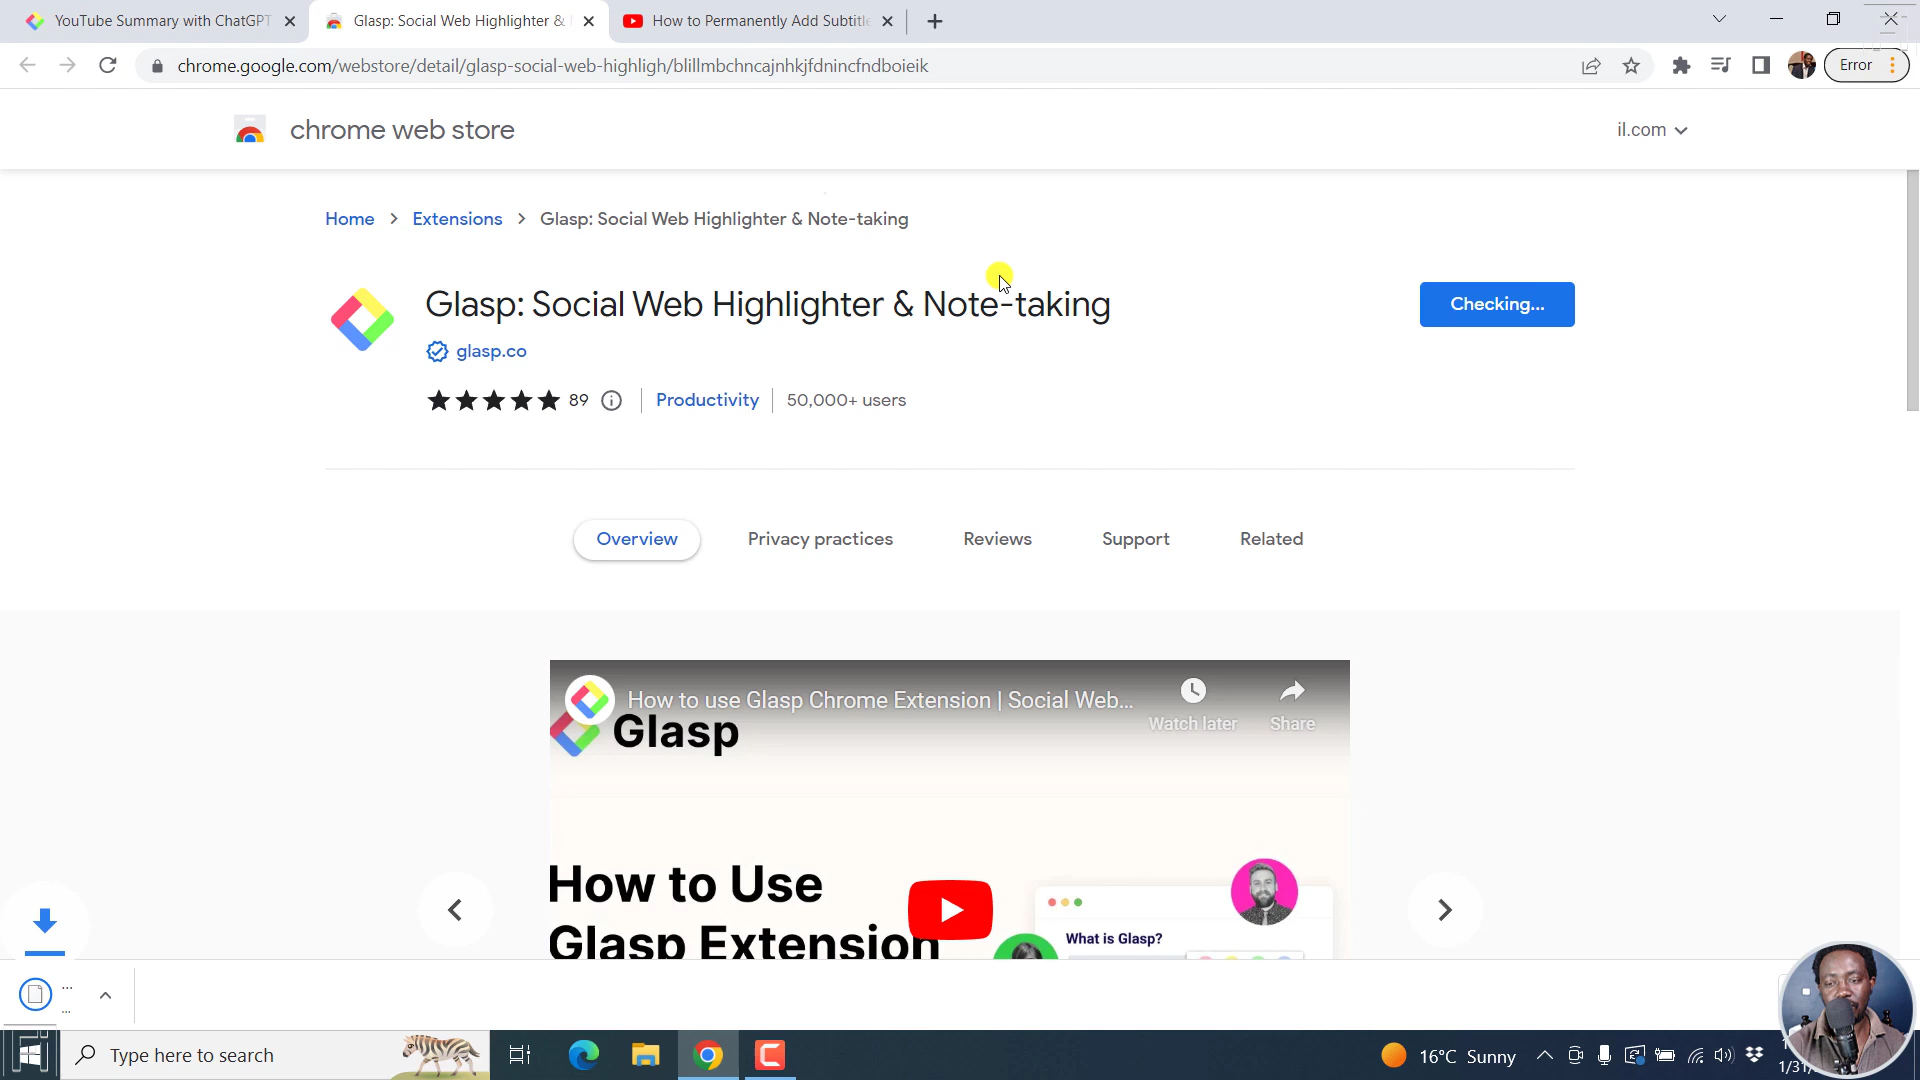 YouTube Summary with ChatGPT
Glasp: Social Web Highlighter &
How to Permanently Add Subtitle
chrome.google.com/webstore/detail/glasp-social-web-highligh/blillmbchncajnhkjfdnincfndboieik
Error
chrome web store
il.com
Home > Extensions > Glasp: Social Web Highlighter & Note-taking
Glasp: Social Web Highlighter & Note-taking
Checking...
glasp.co
89
Productivity
50,000+ users
Overview
Privacy practices
Reviews
Support
Related
How to use Glasp Chrome Extension | Social Web...
Watch later
Share
Glasp
How to Use
Glasp Extension
What is Glasp?
...
...
Type here to search
16°C Sunny
1/31/